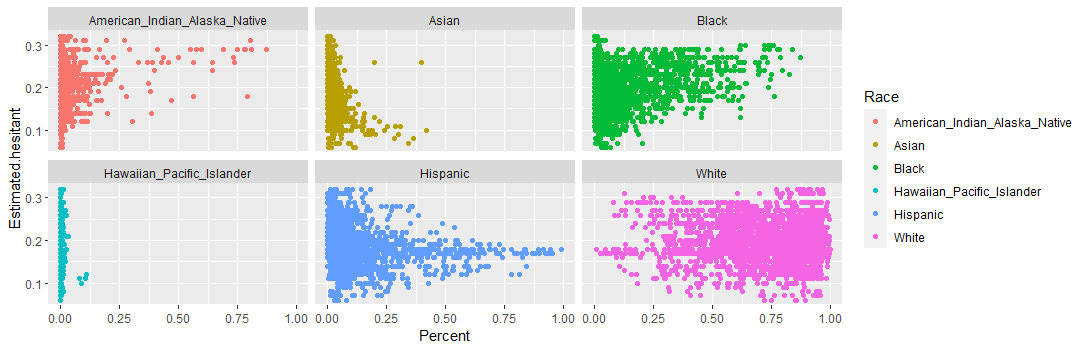 American_Indian_Alaska_Native
Asian
Black
0.3
0.2
0.1
Hawaiian_Pacific_Islander
Hispanic
White
0.3
0.2
0.1
0.00 0.25 0.50 0.75 1.00
0.00 0.25 0.50 0.75 1.00
0.00 0.25 0.50 0.75 1.00
Percent
Estimated.hesitant
Race
American_Indian_Alaska_Native
Asian
Black
Hawaiian_Pacific_Islander
Hispanic
White